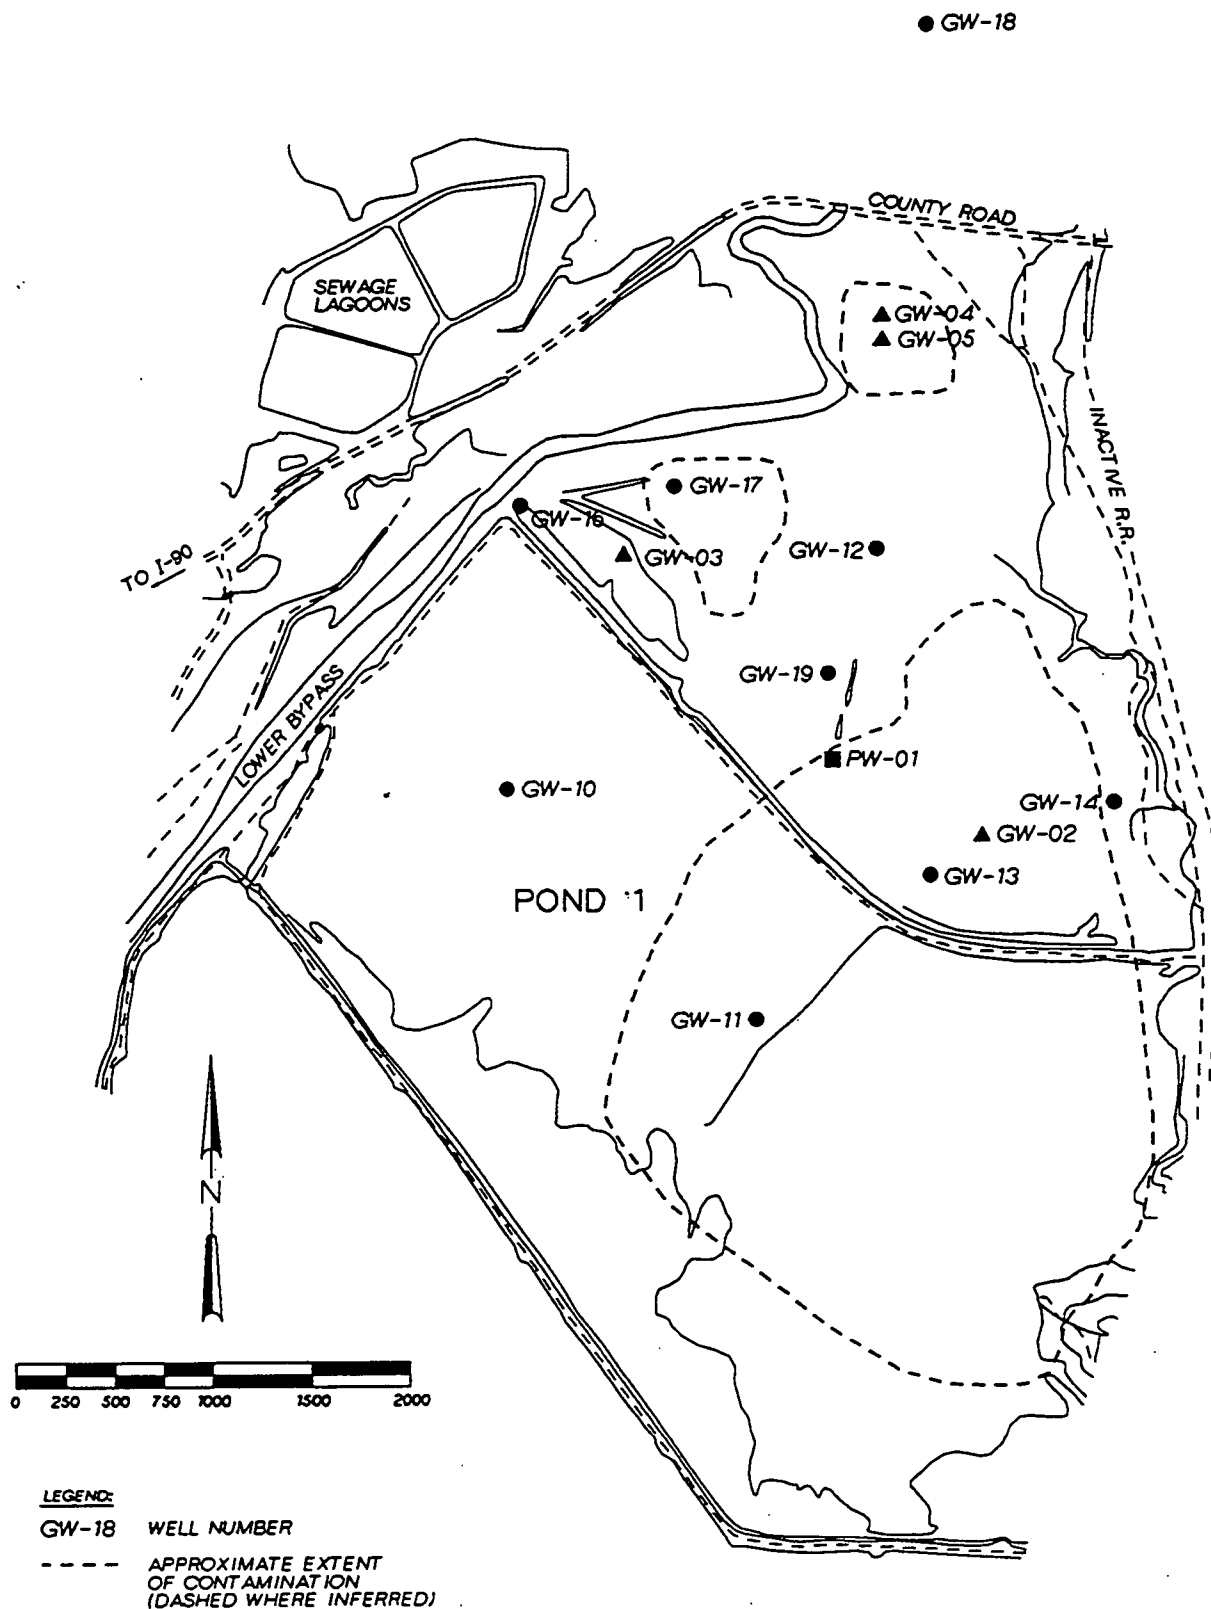 GW-18
COUNTY ROAD
SEWAGE
LAGOONS
GW-04
GW-05
INACTIVE R.R.
GW-17
GW-16
GW-03
GW-12
TO I-90
GW-19
LOWER BYPASS
PW-01
GW-10
GW-14
GW-02
GW-13
POND 1
GW-11
N
0 250 500 750 1000 1500 2000
LEGEND:
GW-18 WELL NUMBER
APPROXIMATE EXTENT
OF CONTAMINATION
(DASHED WHERE INFERRED)